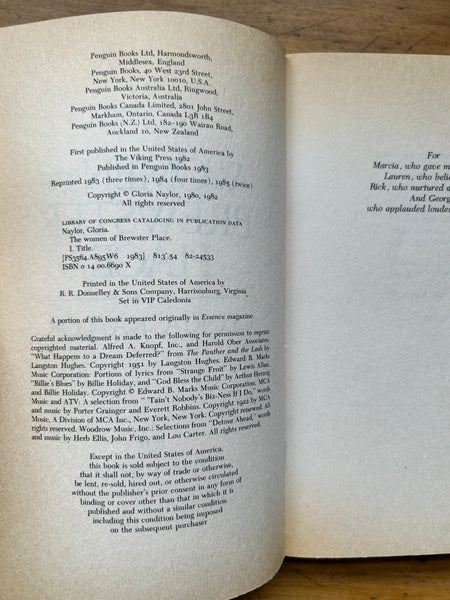 Penguin Books Ltd, Harmondsworth,
Middlesex, England
Penguin Books, 40 West 23rd Street,
New York, New York 10010, U.S.A.
Penguin Books Australia Ltd, Ringwood,
Victoria, Australia
Penguin Books Canada Limited, 2801 John Street,
Markham, Ontario, Canada L3R 1B4
Penguin Books (N.Z.) Ltd, 182–190 Wairau Road,
Auckland 10, New Zealand
First published in the United States of America by
The Viking Press 1982
Published in Penguin Books 1983
Reprinted 1983 (three times), 1984 (four times), 1985 (twice)
Copyright © Gloria Naylor, 1980, 1982
All rights reserved
LIBRARY OF CONGRESS CATALOGING IN PUBLICATION DATA
Naylor, Gloria.
The women of Brewster Place.
I. Title.
[PS3564.A895W6 1983] 813'.54 82-24533
ISBN 0 14 00.6690 X
Printed in the United States of America by
R. R. Donnelley & Sons Company, Harrisonburg, Virginia
Set in VIP Caledonia
A portion of this book appeared originally in Essence magazine.
Grateful acknowledgment is made to the following for permission to reprint
copyrighted material. Alfred A. Knopf, Inc., and Harold Ober Associates:
"What Happens to a Dream Deferred?" from The Panther and the Lash by
Langston Hughes. Copyright 1951 by Langston Hughes. Edward B. Marks
Music Corporation: Portions of lyrics from "Strange Fruit" by Lewis Allan,
"Billie's Blues" by Billie Holiday, and "God Bless the Child" by Arthur Herzog
and Billie Holiday. Copyright © Edward B. Marks Music Corporation. MCA
Music and ATV: A selection from " 'Tain't Nobody's Biz-Ness If I Do," words
and music by Porter Grainger and Everett Robbins. Copyright 1922 by MCA
Music, A Division of MCA Inc., New York, New York. Copyright renewed. All
rights reserved. Woodrow Music, Inc.: Selections from "Detour Ahead," words
and music by Herb Ellis, John Frigo, and Lou Carter. All rights reserved.
Except in the United States of America,
this book is sold subject to the condition
that it shall not, by way of trade or otherwise,
be lent, re-sold, hired out, or otherwise circulated
without the publisher's prior consent in any form of
binding or cover other than that in which it is
published and without a similar condition
including this condition being imposed
on the subsequent purchaser
For
Marcia, who gave m
Lauren, who beli
Rick, who nurtured a
And Georg
who applauded loudes